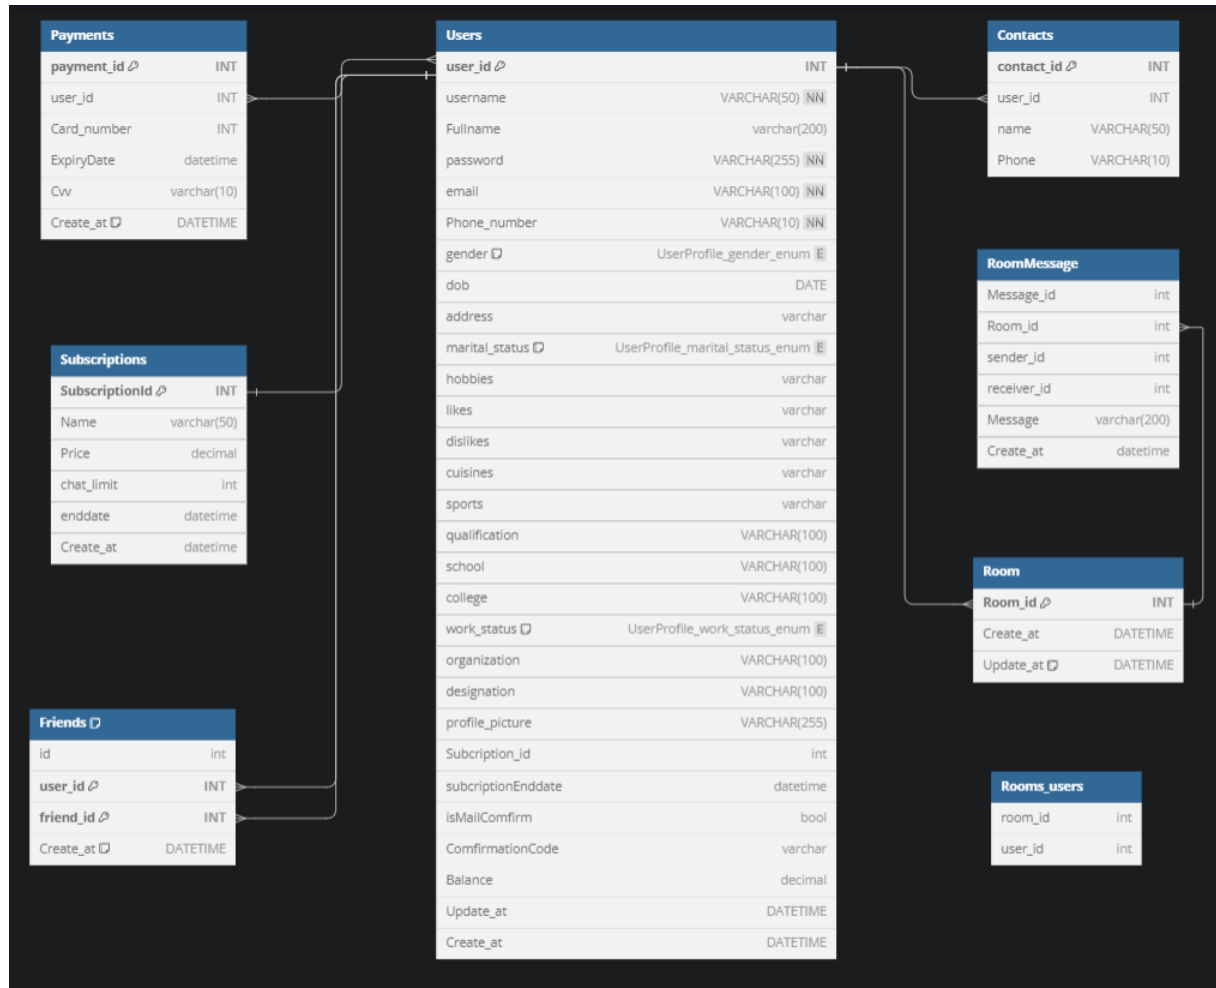 Payments
payment_id INT
user_id INT
Card_number INT
ExpiryDate datetime
Cvv varchar(10)
Create_at DATETIME
Subscriptions
SubscriptionId INT
Name varchar(50)
Price decimal
chat_limit int
enddate datetime
Create_at datetime
Friends
id int
user_id INT
friend_id INT
Create_at DATETIME
Users
user_id INT
username VARCHAR(50) NN
Fullname varchar(200)
password VARCHAR(255) NN
email VARCHAR(100) NN
Phone_number VARCHAR(10) NN
gender UserProfile_gender_enum E
dob DATE
address varchar
marital_status UserProfile_marital_status_enum E
hobbies varchar
likes varchar
dislikes varchar
cuisines varchar
sports varchar
qualification VARCHAR(100)
school VARCHAR(100)
college VARCHAR(100)
work_status UserProfile_work_status_enum E
organization VARCHAR(100)
designation VARCHAR(100)
profile_picture VARCHAR(255)
Subcription_id int
subcriptionEnddate datetime
isMailComfirm bool
ComfirmationCode varchar
Balance decimal
Update_at DATETIME
Create_at DATETIME
Contacts
contact_id INT
user_id INT
name VARCHAR(50)
Phone VARCHAR(10)
RoomMessage
Message_id int
Room_id int
sender_id int
receiver_id int
Message varchar(200)
Create_at datetime
Room
Room_id INT
Create_at DATETIME
Update_at DATETIME
Rooms_users
room_id int
user_id int